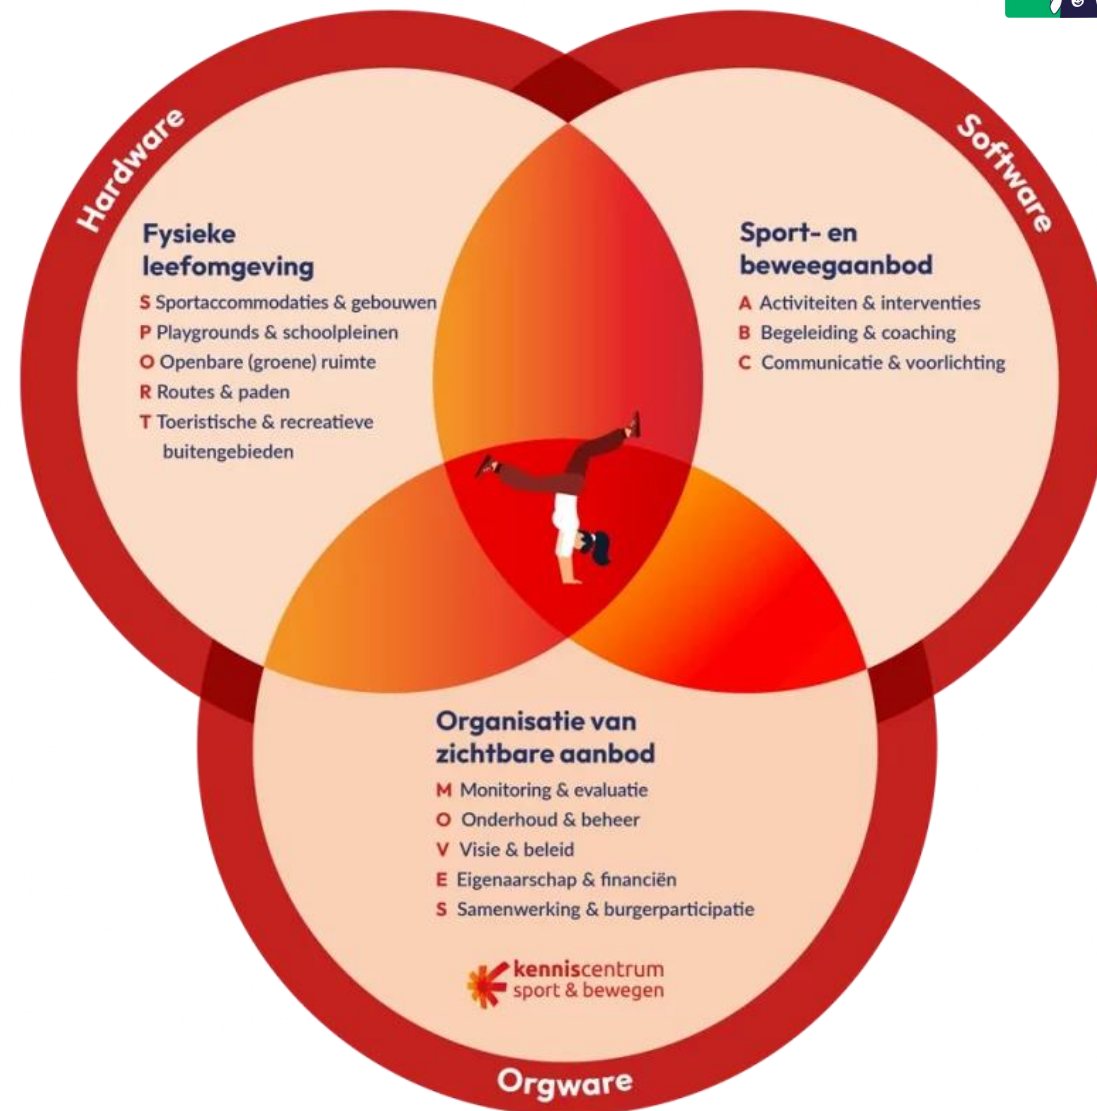 Hardware
Fysieke
leefomgeving
S Sportaccommodaties & gebouwen
P Playgrounds & schoolpleinen
O Openbare (groene) ruimte
R Routes & paden
T Toeristische & recreatieve
buitengebieden
Software
Sport- en
beweegaanbod
A Activiteiten & interventies
B Begeleiding & coaching
C Communicatie & voorlichting
Organisatie van
zichtbare aanbod
M Monitoring & evaluatie
O Onderhoud & beheer
V Visie & beleid
E Eigenaarschap & financiën
S Samenwerking & burgerparticipatie
kenniscentrum
sport & bewegen
Orgware